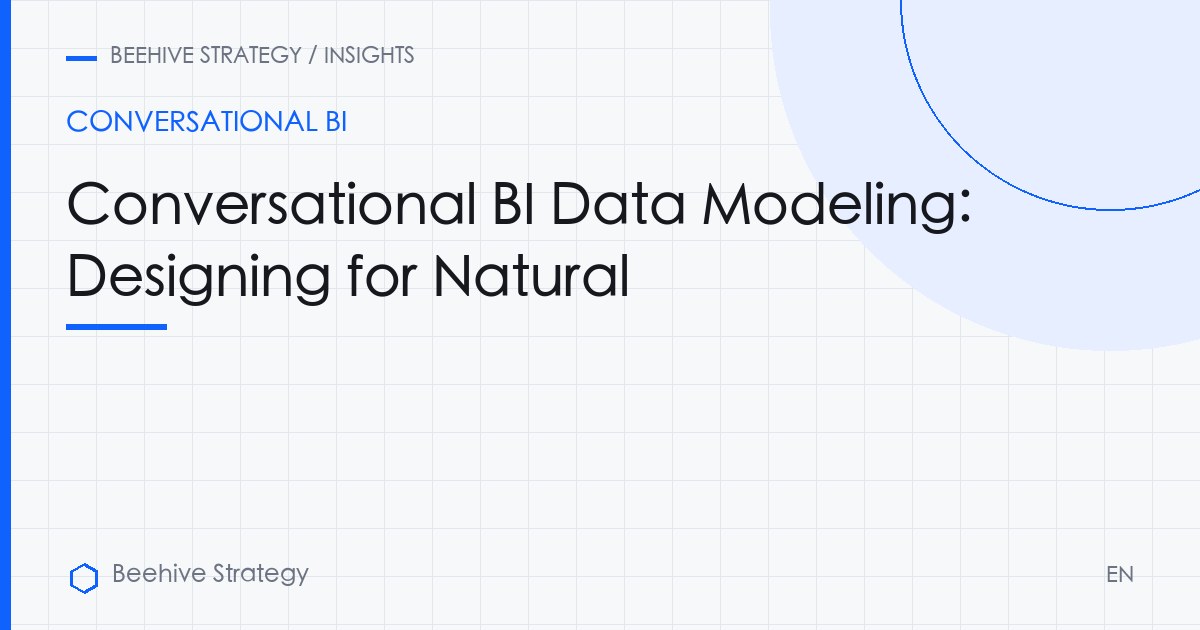 BEEHIVE STRATEGY / INSIGHTS
CONVERSATIONAL BI
Conversational BI Data Modeling:
Designing for Natural
Beehive Strategy
EN